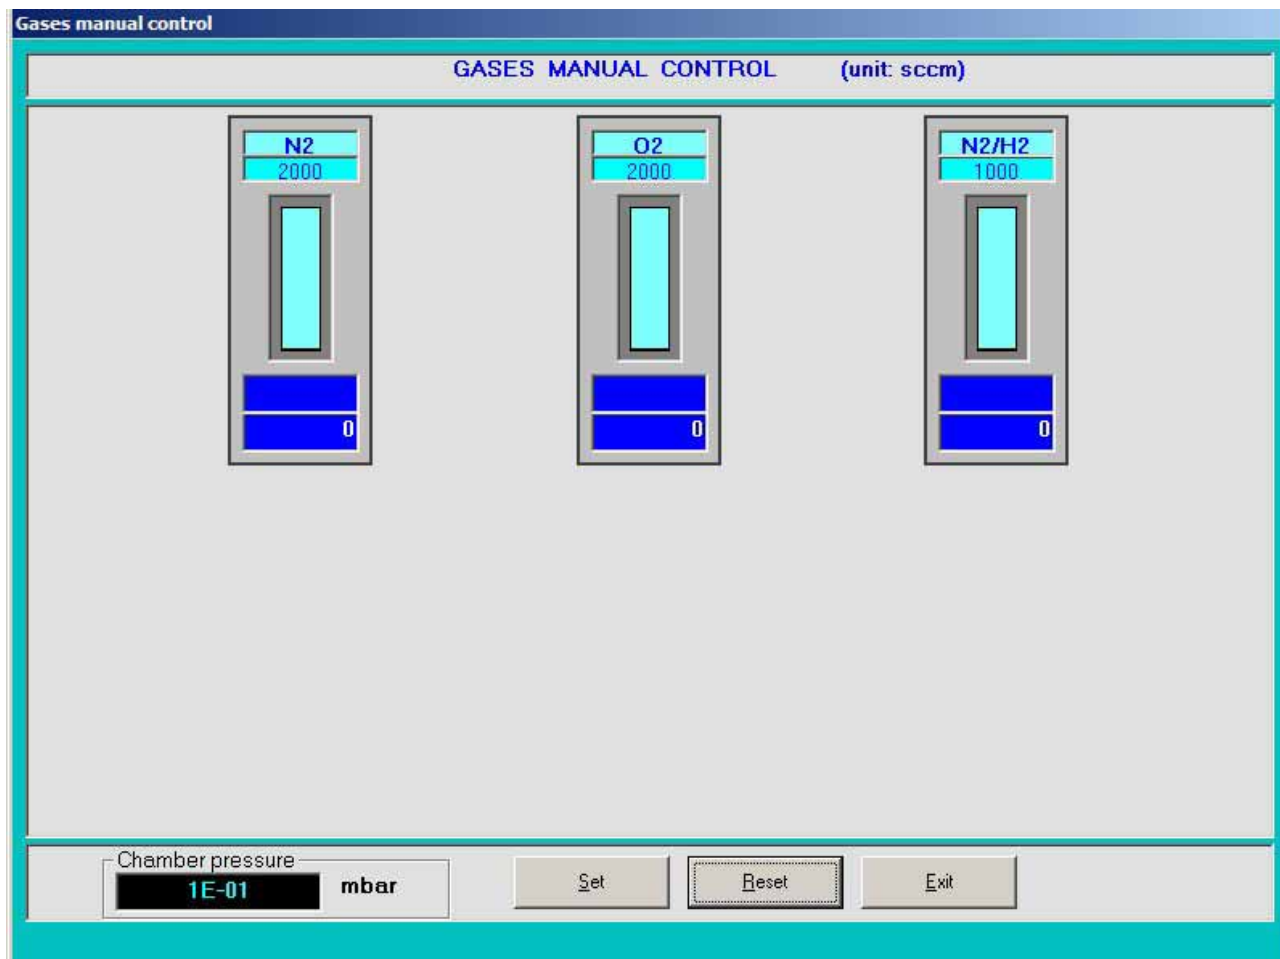 Gases manual control
GASES MANUAL CONTROL (unit: sccm)
N2 O2 N2/H2
2000 2000 1000
0 0 0
Chamber pressure
1E-01 mbar Set Reset Exit